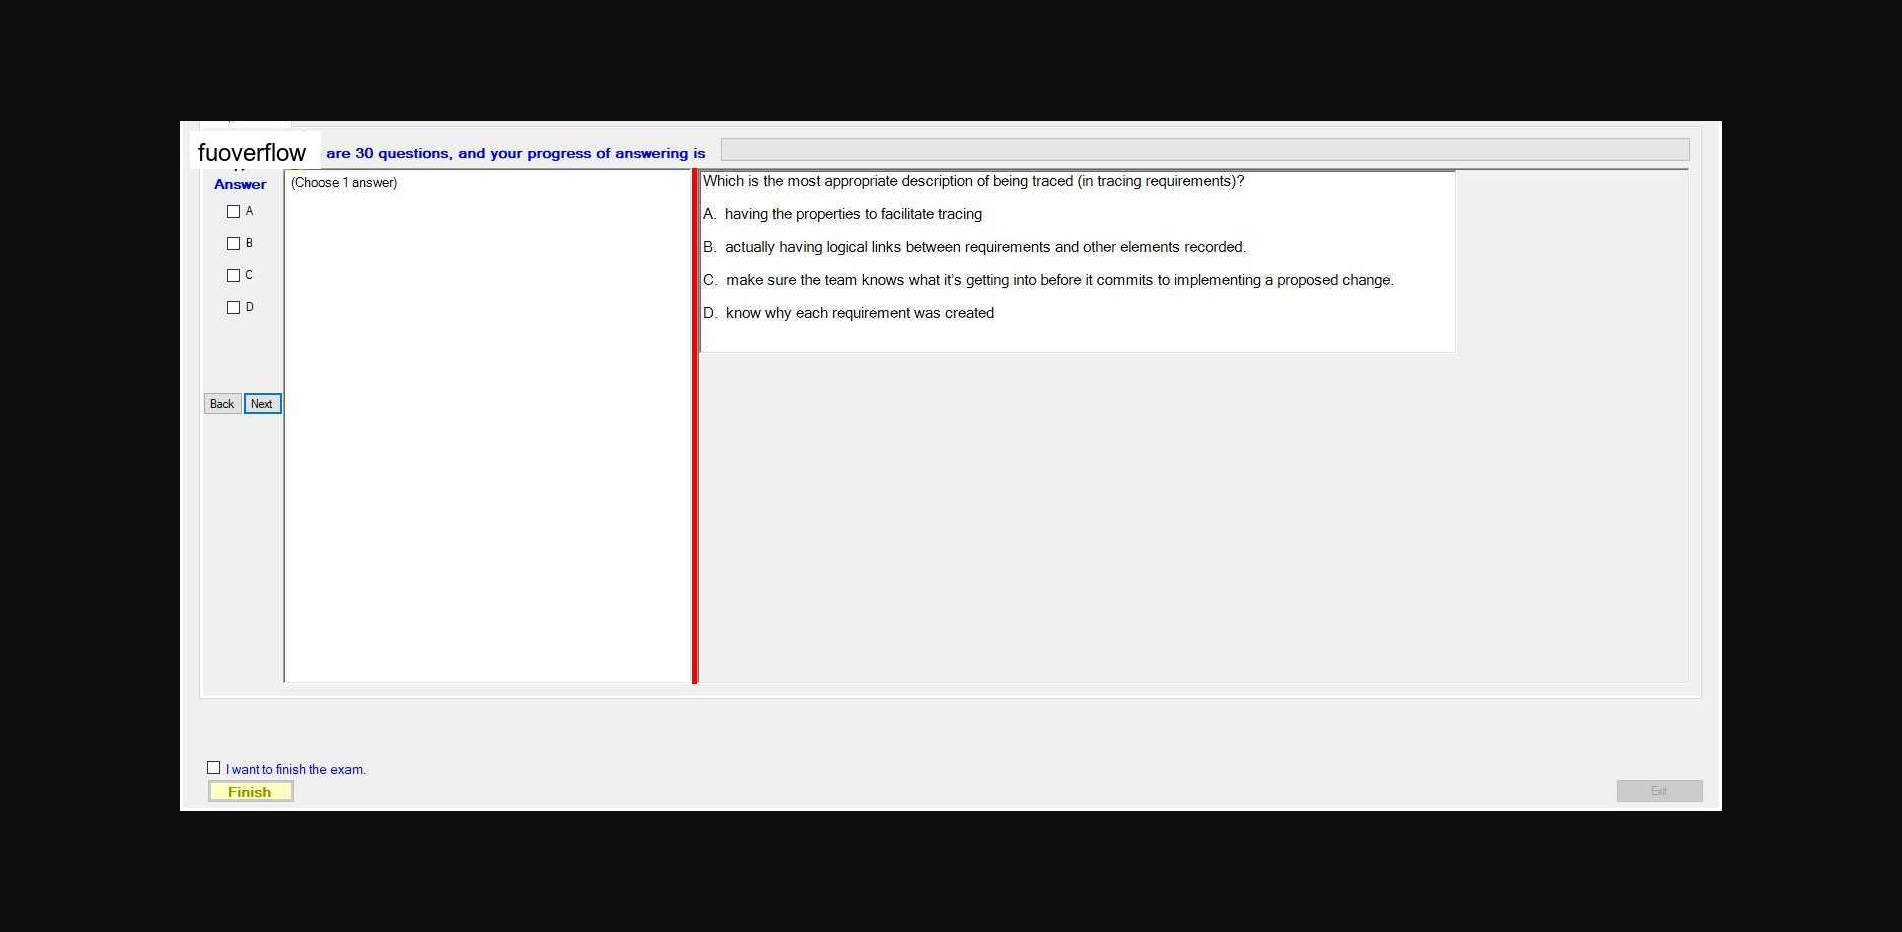 fuoverflow are 30 questions, and your progress of answering is
Answer
(Choose 1 answer)
A
B
C
D
Back Next
Which is the most appropriate description of being traced (in tracing requirements)?
A. having the properties to facilitate tracing
B. actually having logical links between requirements and other elements recorded.
C. make sure the team knows what it's getting into before it commits to implementing a proposed change.
D. know why each requirement was created
I want to finish the exam.
Finish
Exit